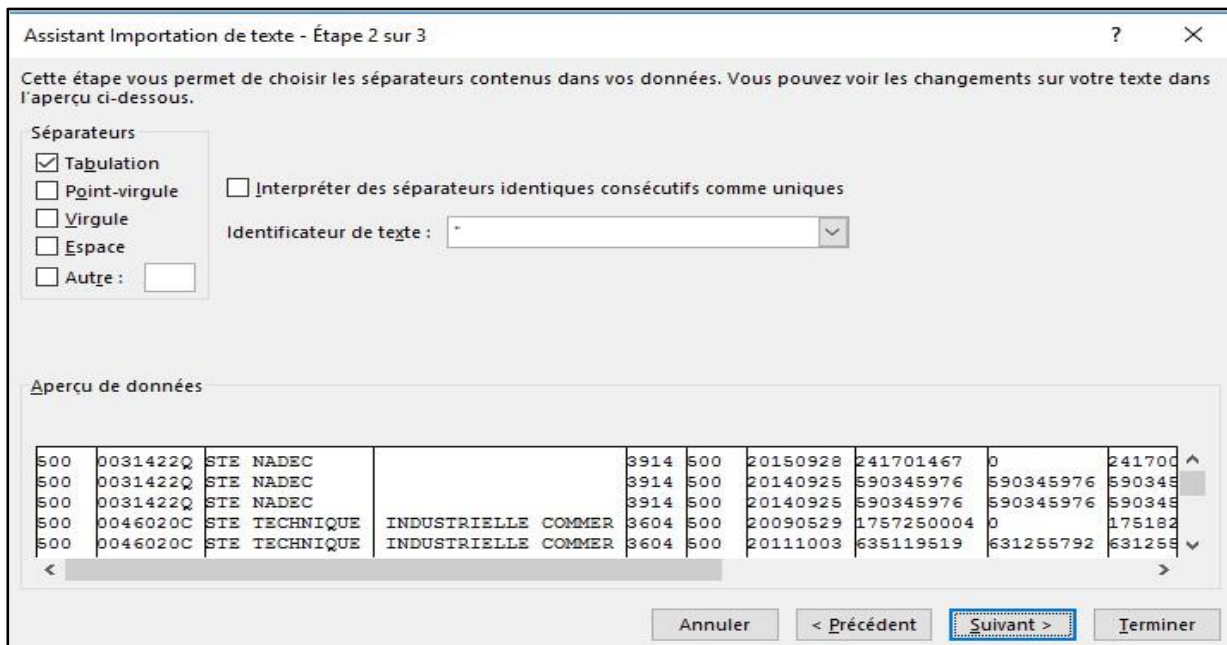 Assistant Importation de texte - Étape 2 sur 3 ? ×
Cette étape vous permet de choisir les séparateurs contenus dans vos données. Vous pouvez voir les changements sur votre texte dans
l'aperçu ci-dessous.
Séparateurs
Tabulation
Point-virgule
Virgule
Espace
Autre :
Interpréter des séparateurs identiques consécutifs comme uniques
Identificateur de texte : "
Aperçu de données
500 0031422Q STE NADEC 3914 500 20150928 241701467 0 241700
500 0031422Q STE NADEC 3914 500 20140925 590345976 590345976 590345
500 0031422Q STE NADEC 3914 500 20140925 590345976 590345976 590345
500 0046020C STE TECHNIQUE INDUSTRIELLE COMMER 3604 500 20090529 1757250004 0 175182
500 0046020C STE TECHNIQUE INDUSTRIELLE COMMER 3604 500 20111003 635119519 631255792 631255
Annuler < Précédent Suivant > Terminer